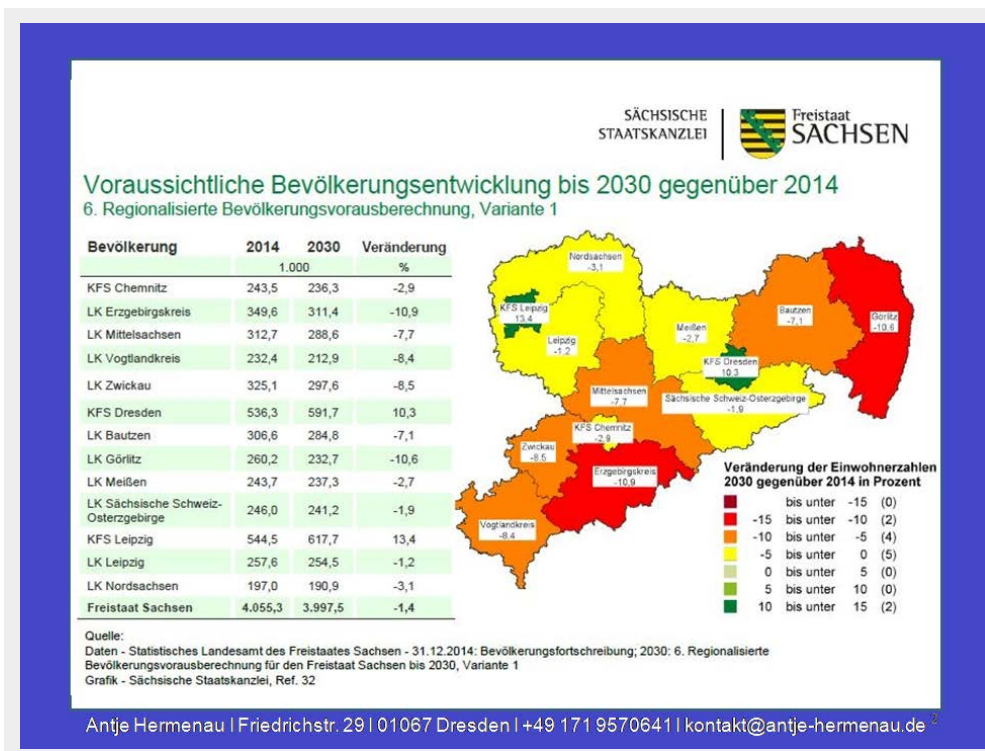 SÄCHSISCHE
STAATSKANZLEI
Freistaat
SACHSEN
Voraussichtliche Bevölkerungsentwicklung bis 2030 gegenüber 2014
6. Regionalisierte Bevölkerungsvorausberechnung, Variante 1
Bevölkerung 2014 2030 Veränderung
1.000 %
KFS Chemnitz 243,5 236,3 -2,9
LK Erzgebirgskreis 349,6 311,4 -10,9
LK Mittelsachsen 312,7 288,6 -7,7
LK Vogtlandkreis 232,4 212,9 -8,4
LK Zwickau 325,1 297,6 -8,5
KFS Dresden 536,3 591,7 10,3
LK Bautzen 306,6 284,8 -7,1
LK Görlitz 260,2 232,7 -10,6
LK Meißen 243,7 237,3 -2,7
LK Sächsische Schweiz-
Osterzgebirge 246,0 241,2 -1,9
KFS Leipzig 544,5 617,7 13,4
LK Leipzig 257,6 254,5 -1,2
LK Nordsachsen 197,0 190,9 -3,1
Freistaat Sachsen 4.055,3 3.997,5 -1,4
Nordsachsen
-3,1
KFS Leipzig
13,4
Leipzig
-1,2
Meißen
-2,7
Bautzen
-7,1
Görlitz
-10,6
KFS Dresden
10,3
Mittelsachsen
-7,7
Sächsische Schweiz-Osterzgebirge
-1,9
KFS Chemnitz
-2,9
Zwickau
-8,5
Erzgebirgskreis
-10,9
Vogtlandkreis
-8,4
Veränderung der Einwohnerzahlen
2030 gegenüber 2014 in Prozent
bis unter -15 (0)
-15 bis unter -10 (2)
-10 bis unter -5 (4)
-5 bis unter 0 (5)
0 bis unter 5 (0)
5 bis unter 10 (0)
10 bis unter 15 (2)
Quelle:
Daten - Statistisches Landesamt des Freistaates Sachsen - 31.12.2014: Bevölkerungsfortschreibung; 2030: 6. Regionalisierte
Bevölkerungsvorausberechnung für den Freistaat Sachsen bis 2030, Variante 1
Grafik - Sächsische Staatskanzlei, Ref. 32
Antje Hermenau l Friedrichstr. 29 l 01067 Dresden l +49 171 9570641 l kontakt@antje-hermenau.de